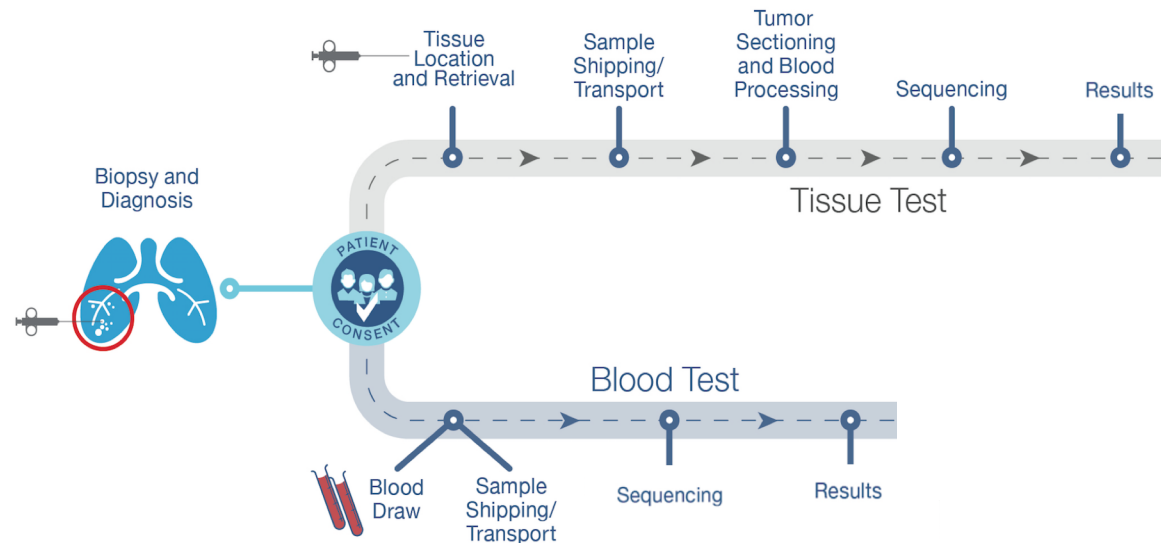 Tissue
Location
and Retrieval
Sample
Shipping/
Transport
Tumor
Sectioning
and Blood
Processing
Sequencing
Results
Tissue Test
Biopsy and
Diagnosis
PATIENT
CONSENT
Blood Test
Blood
Draw
Sample
Shipping/
Transport
Sequencing
Results